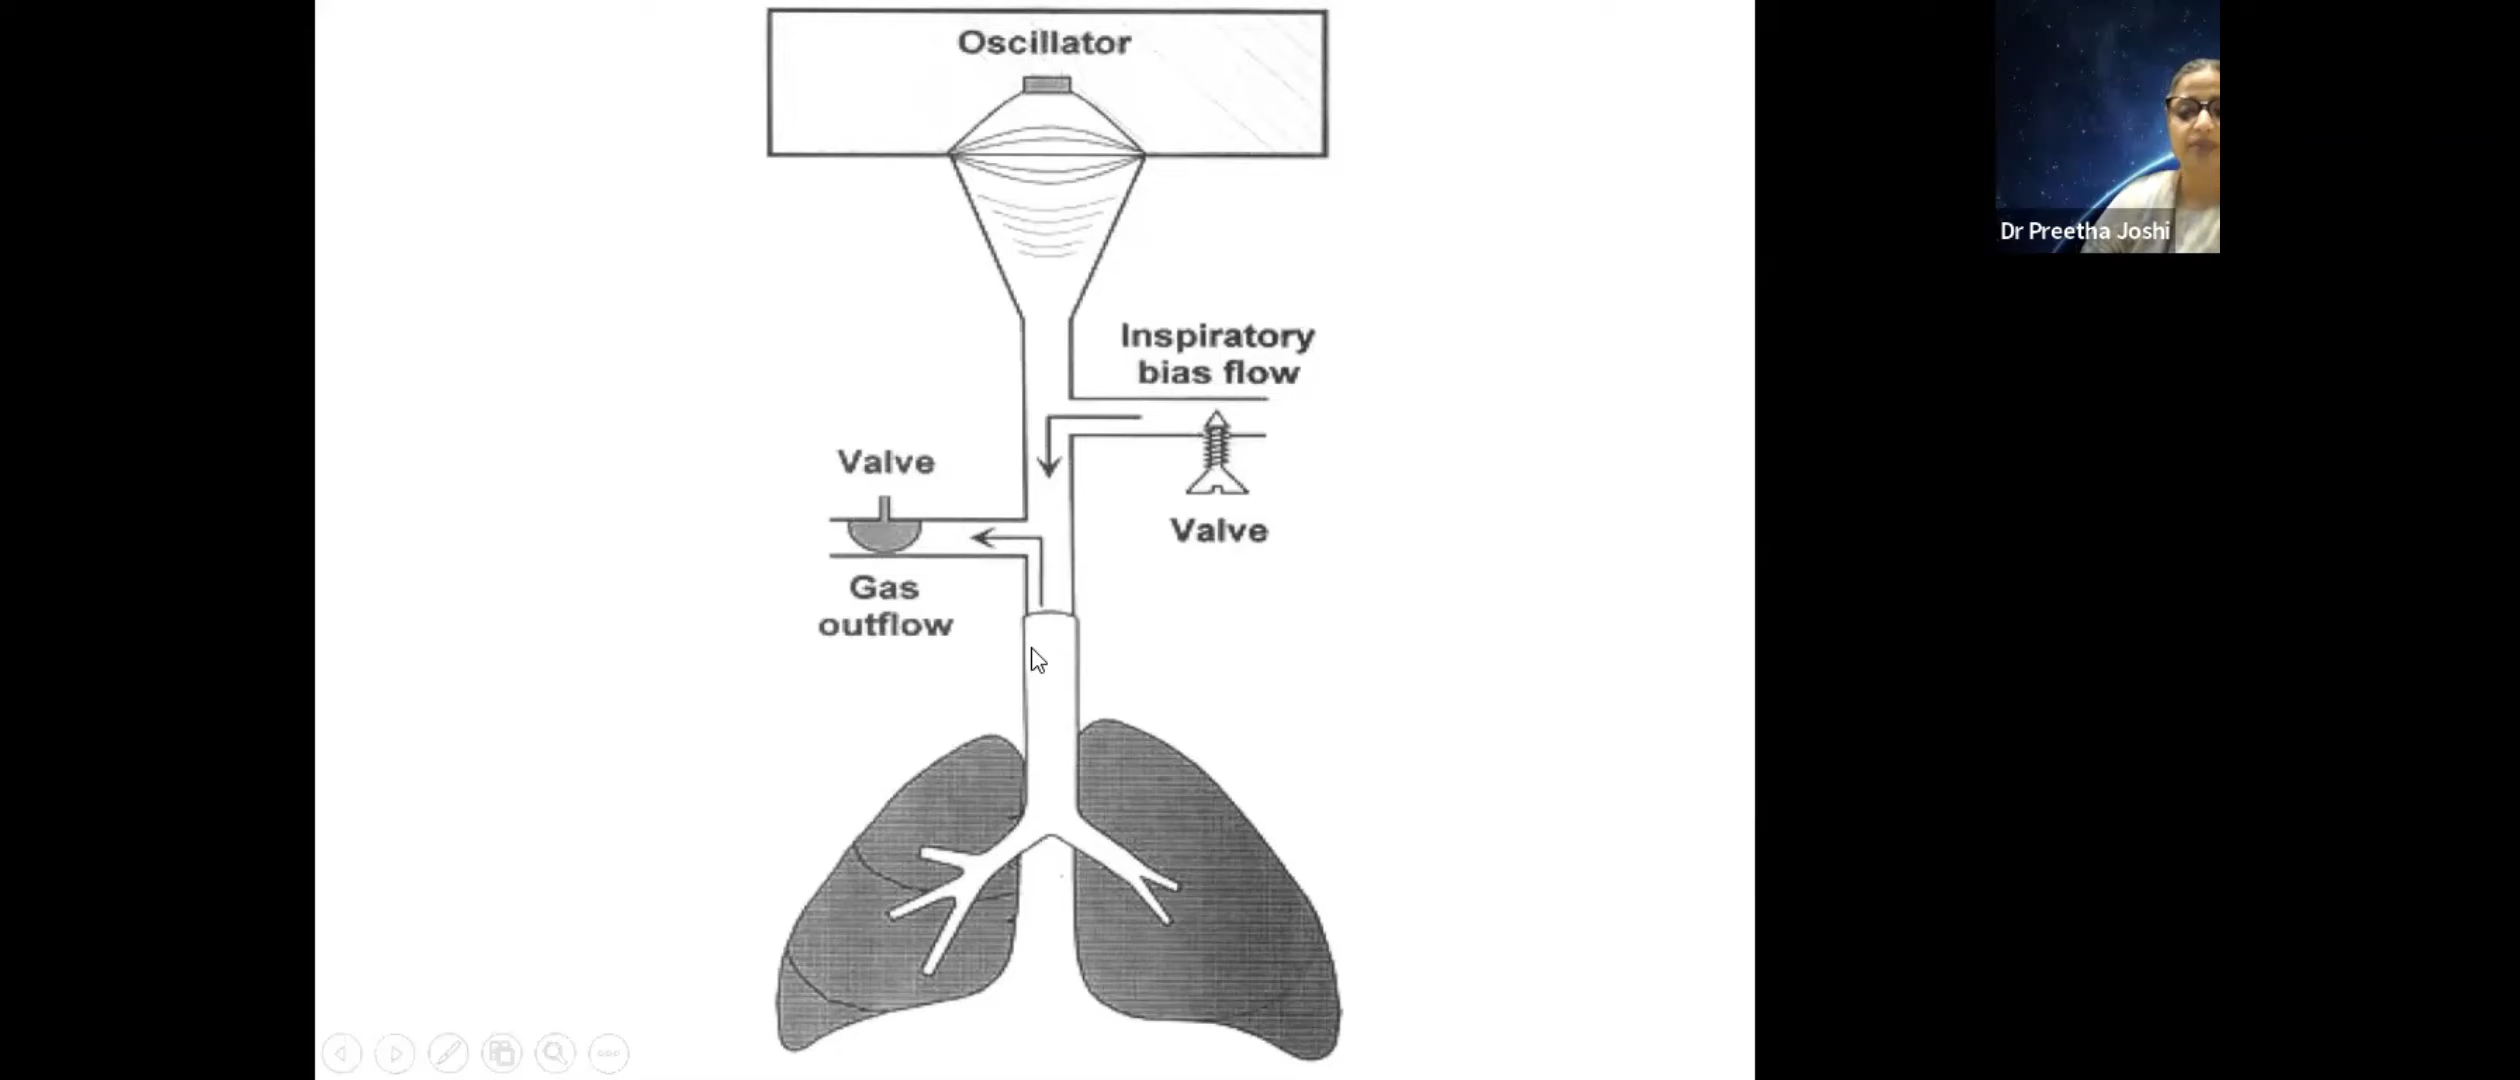 Oscillator
Inspiratory
bias flow
Valve
Valve
Gas
outflow
Dr Preetha Joshi